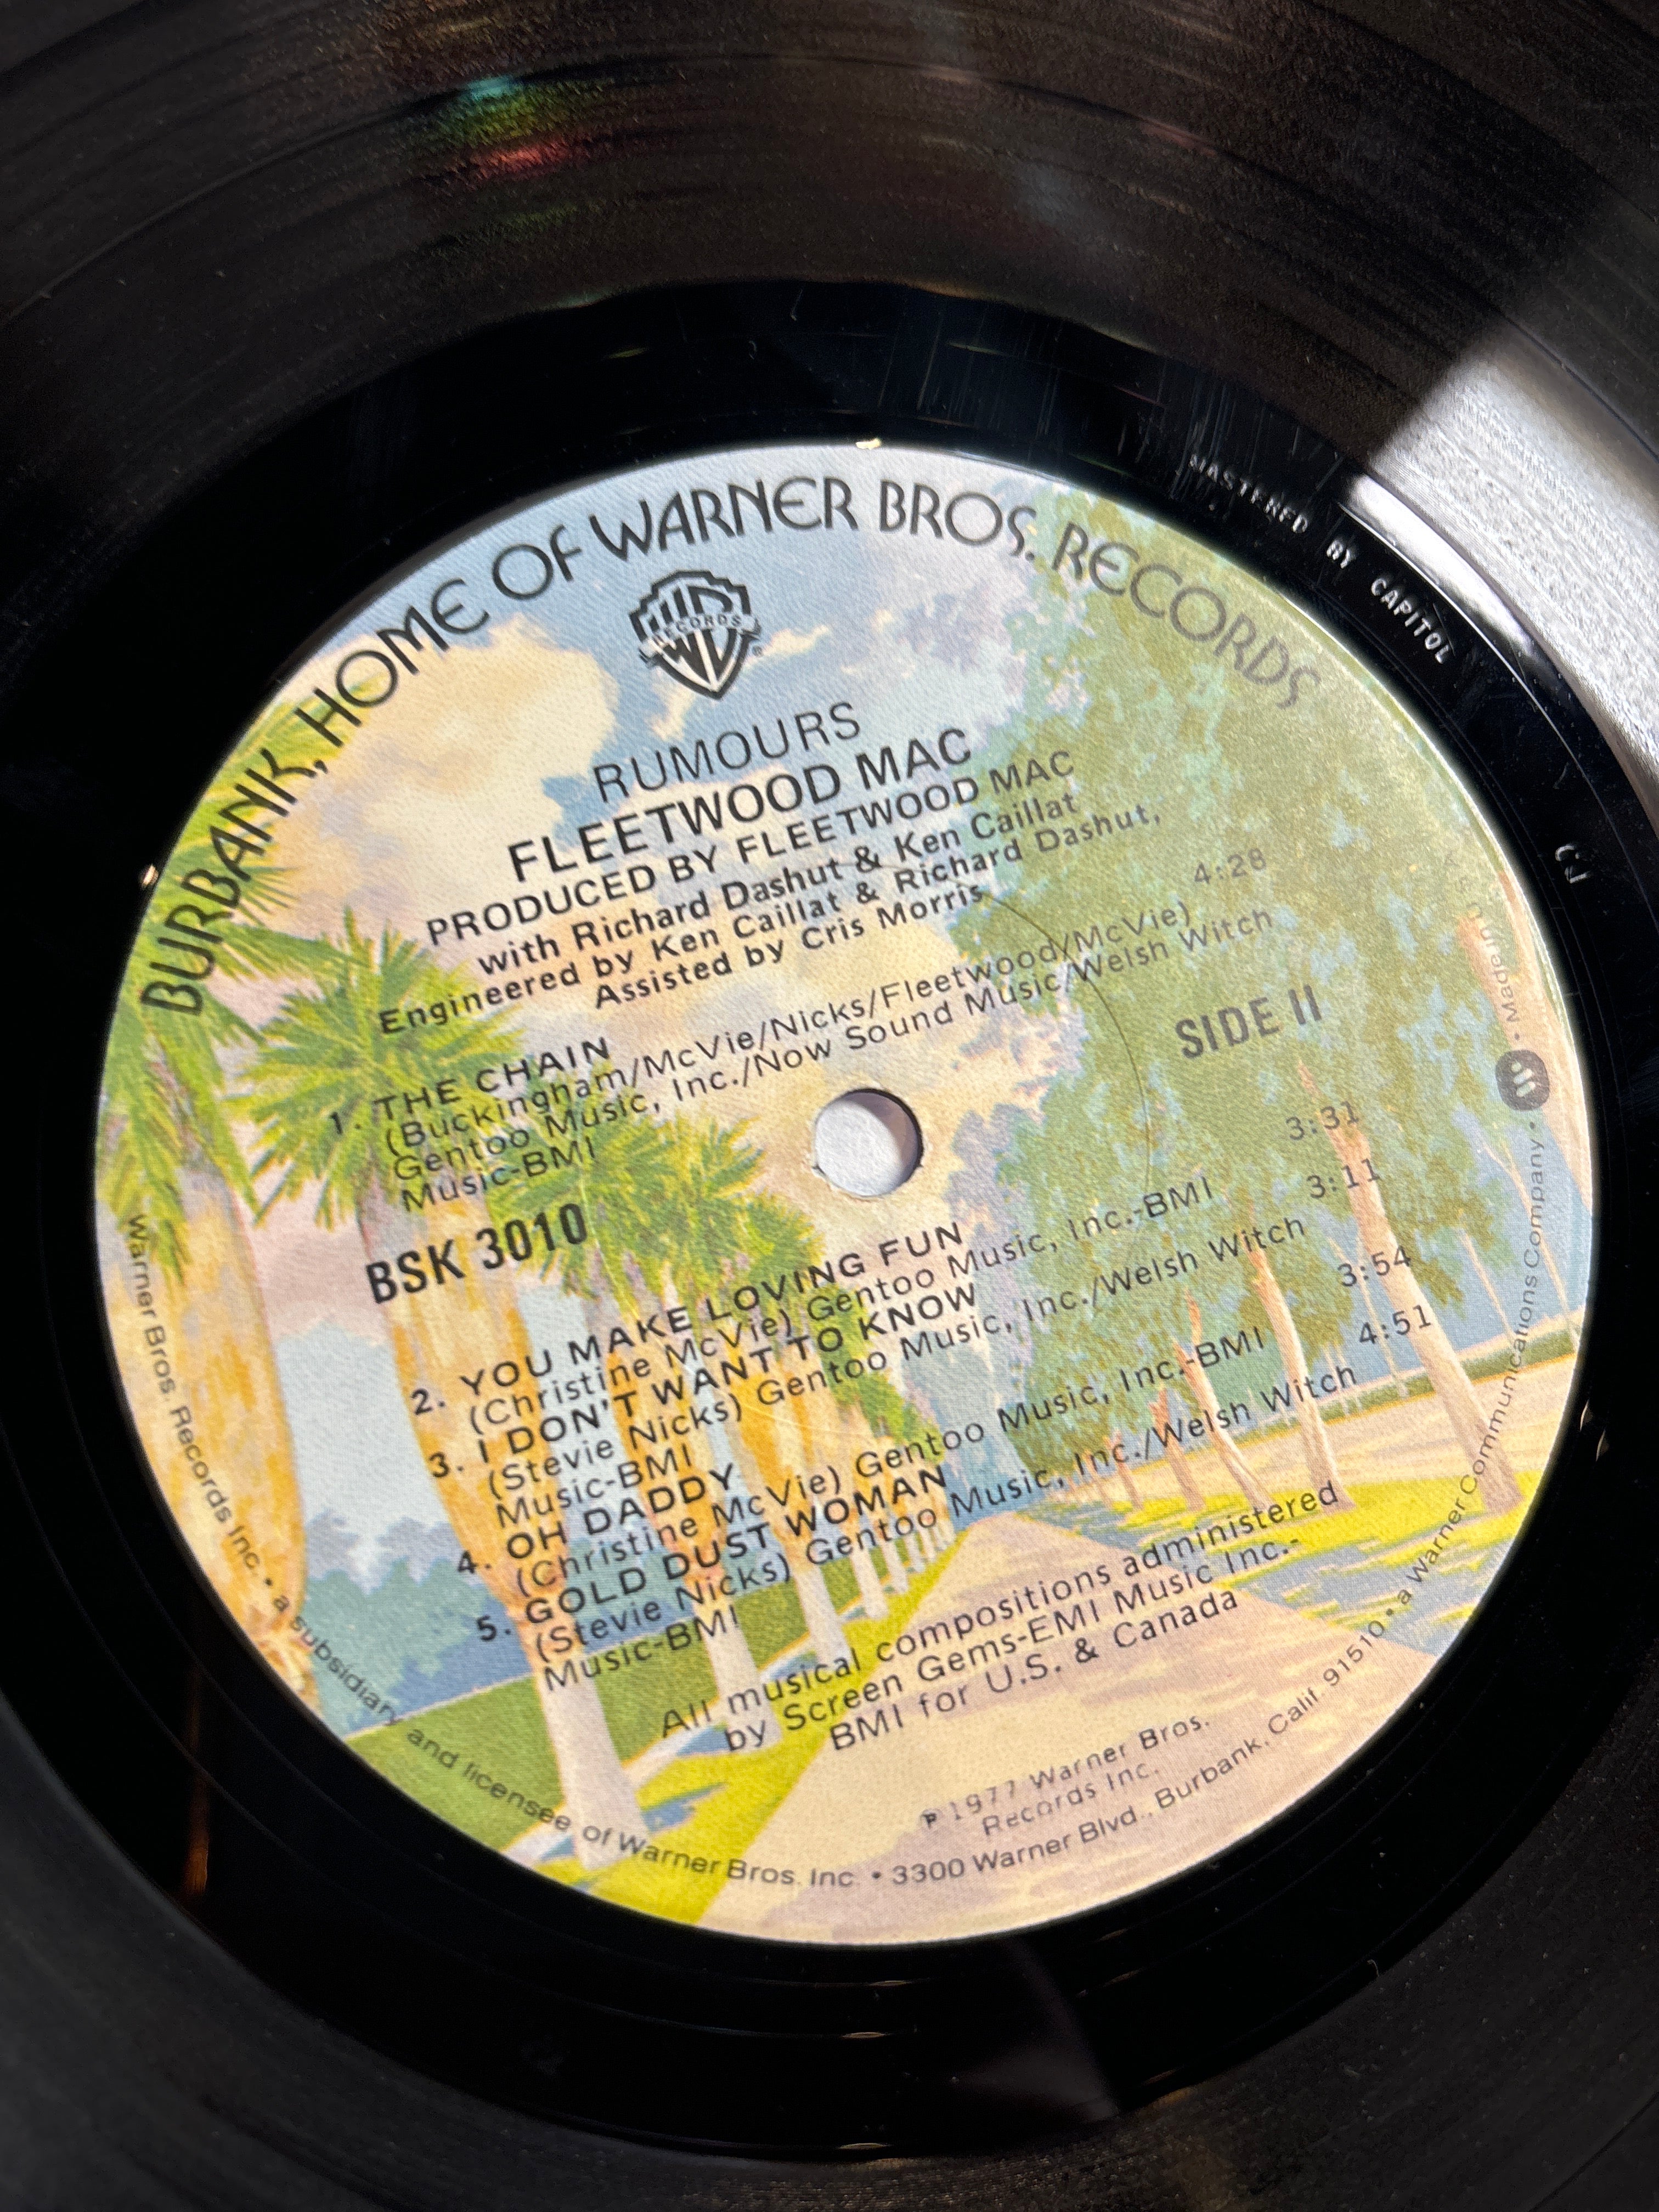 BURBANK, HOME OF WARNER BROS. RECORDS
RECORDS
RUMOURS
FLEETWOOD MAC
PRODUCED BY FLEETWOOD MAC
with Richard Dashut & Ken Caillat
Engineered by Ken Caillat & Richard Dashut,
Assisted by Cris Morris
1. THE CHAIN 4:28
(Buckingham/McVie/Nicks/Fleetwood/McVie)
Gentoo Music, Inc./Now Sound Music/Welsh Witch
Music-BMI
BSK 3010
SIDE II
2. YOU MAKE LOVING FUN 3:31
(Christine McVie) Gentoo Music, Inc.-BMI
3. I DON'T WANT TO KNOW 3:11
(Stevie Nicks) Gentoo Music, Inc./Welsh Witch
Music-BMI
4. OH DADDY 3:54
(Christine McVie) Gentoo Music, Inc.-BMI
5. GOLD DUST WOMAN 4:51
(Stevie Nicks) Gentoo Music, Inc./Welsh Witch
Music-BMI
All musical compositions administered
by Screen Gems-EMI Music Inc.-
BMI for U.S. & Canada
℗ 1977 Warner Bros.
Records Inc.
Warner Bros. Records Inc. • a subsidiary and licensee of Warner Bros. Inc. • 3300 Warner Blvd., Burbank, Calif. 91510 • a Warner Communications Company • • Made in U.S.A.
MASTERED BY CAPITOL